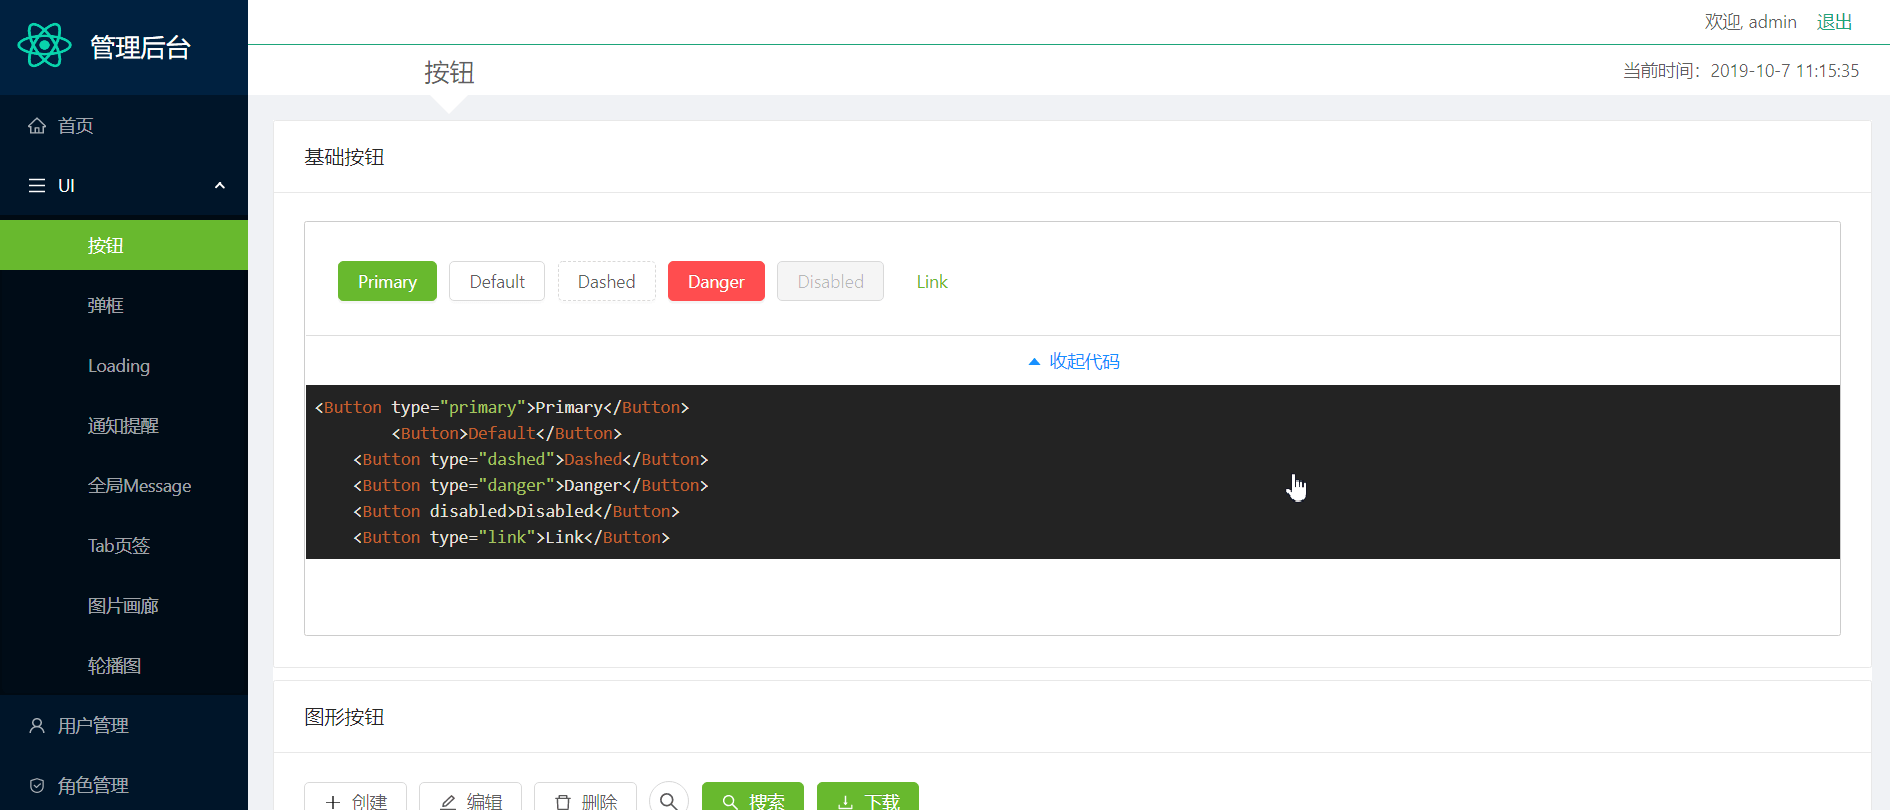 管理后台
欢迎, admin 退出
按钮
当前时间：2019-10-7 11:15:35
首页
UI
按钮
弹框
Loading
通知提醒
全局Message
Tab页签
图片画廊
轮播图
用户管理
角色管理
基础按钮
Primary Default Dashed Danger Disabled Link
收起代码
<Button type="primary">Primary</Button>
<Button>Default</Button>
<Button type="dashed">Dashed</Button>
<Button type="danger">Danger</Button>
<Button disabled>Disabled</Button>
<Button type="link">Link</Button>
图形按钮
创建 编辑 删除 搜索 下载